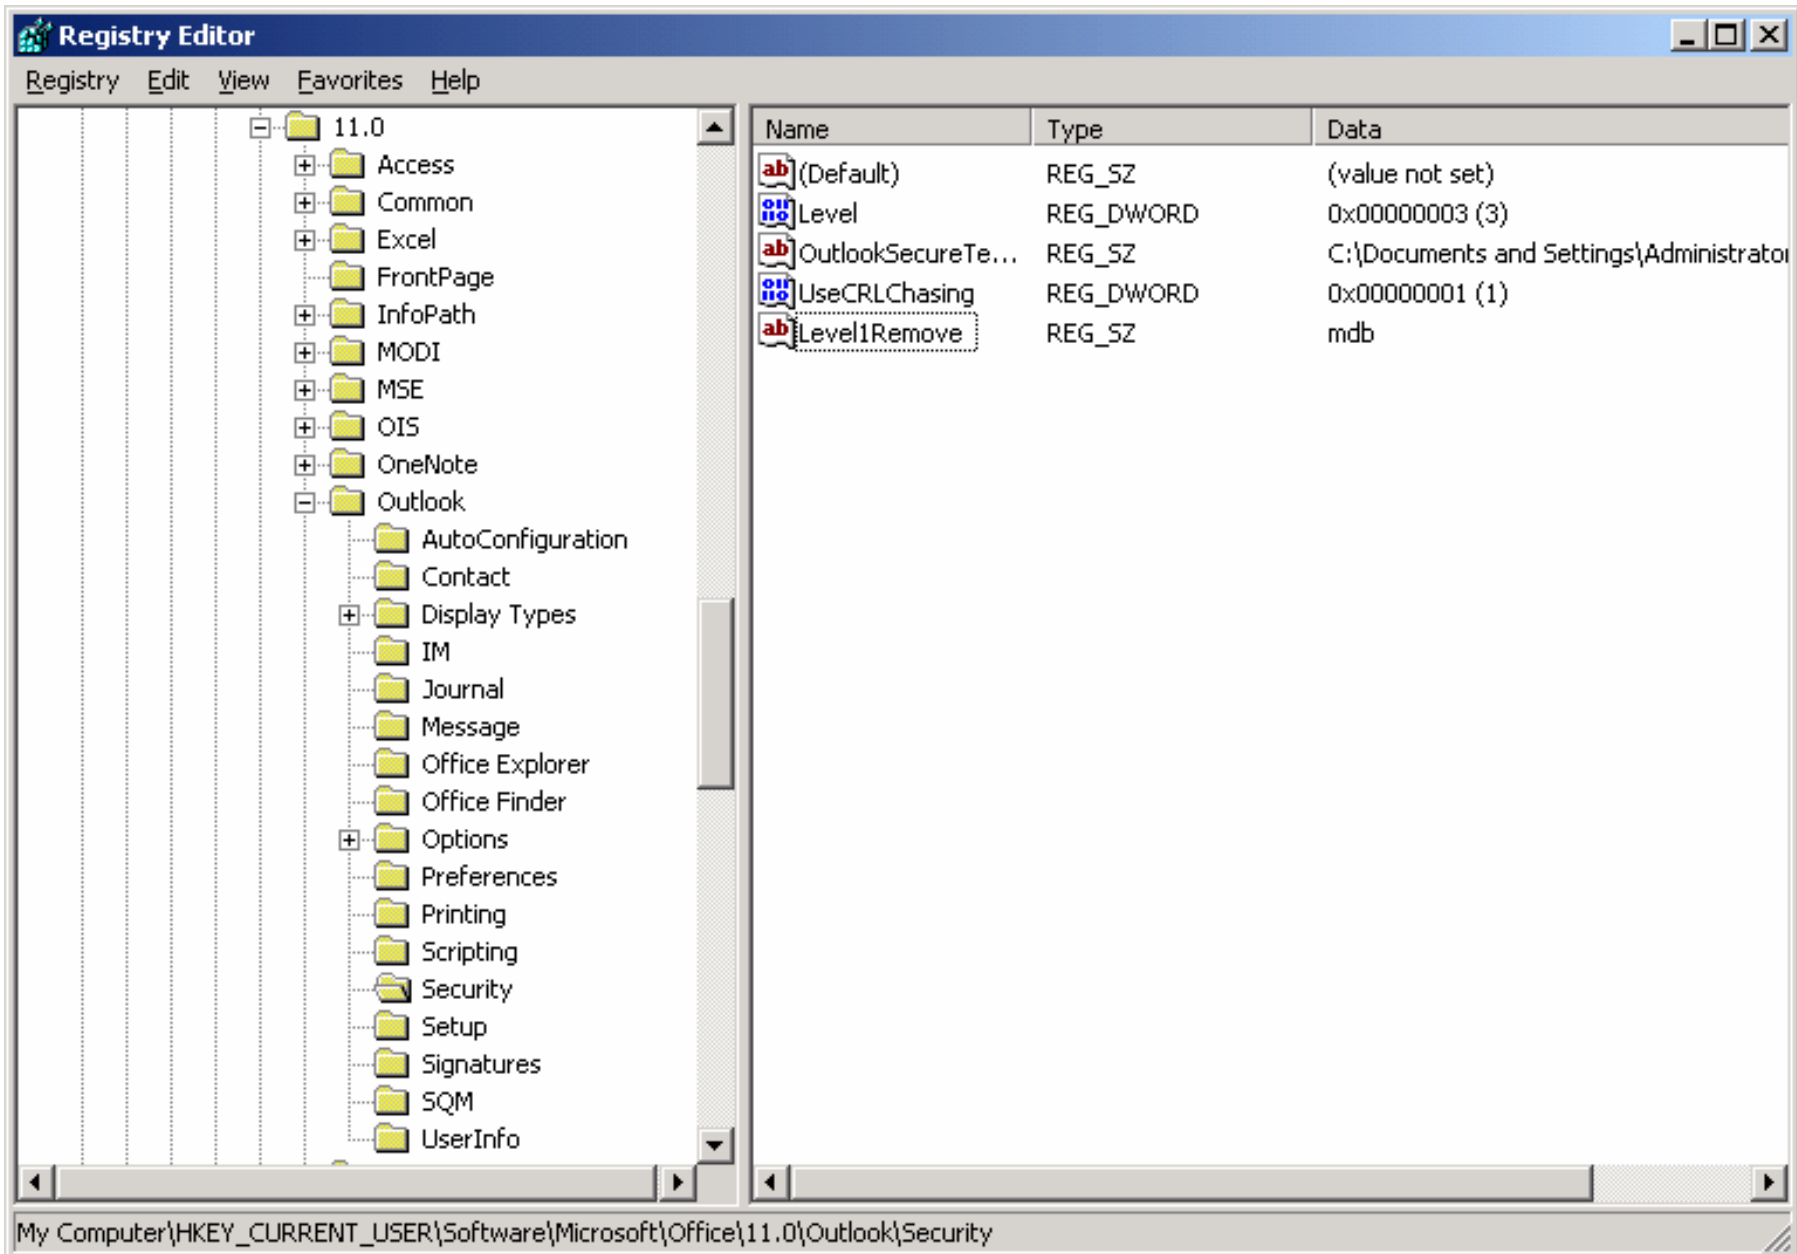 Registry Editor
Registry Edit View Favorites Help
11.0
Access
Common
Excel
FrontPage
InfoPath
MODI
MSE
OIS
OneNote
Outlook
AutoConfiguration
Contact
Display Types
IM
Journal
Message
Office Explorer
Office Finder
Options
Preferences
Printing
Scripting
Security
Setup
Signatures
SQM
UserInfo
Name Type Data
(Default) REG_SZ (value not set)
Level REG_DWORD 0x00000003 (3)
OutlookSecureTe... REG_SZ C:\Documents and Settings\Administrator
UseCRLChasing REG_DWORD 0x00000001 (1)
Level1Remove REG_SZ mdb
My Computer\HKEY_CURRENT_USER\Software\Microsoft\Office\11.0\Outlook\Security